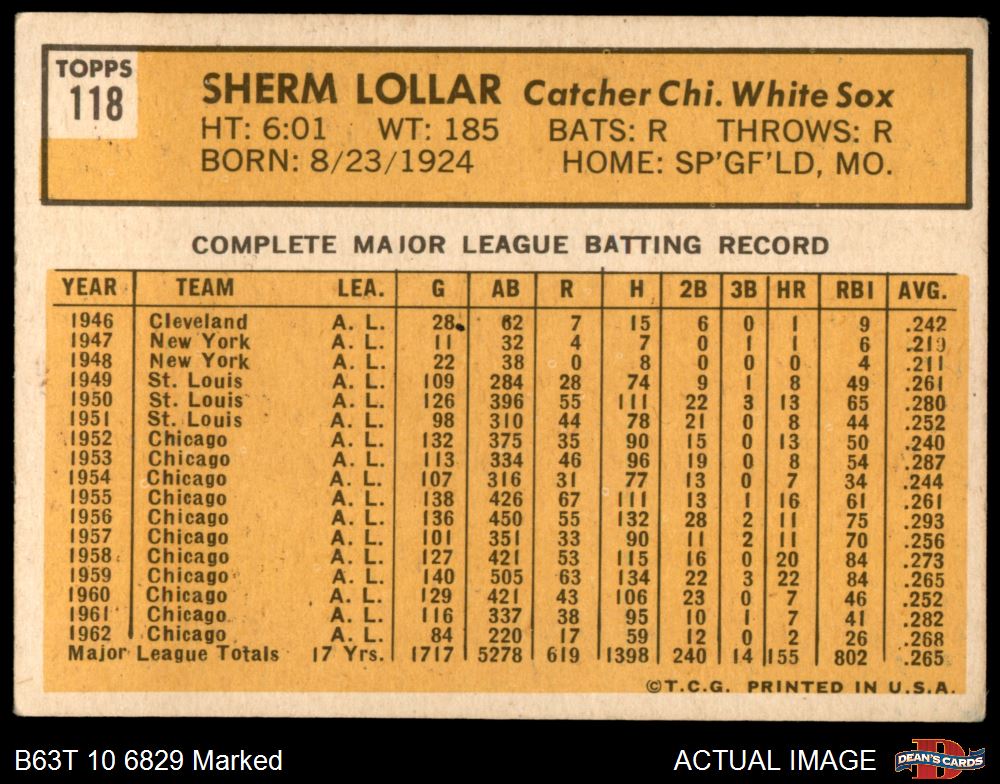 TOPPS
118
SHERM LOLLAR Catcher Chi. White Sox
HT: 6:01 WT: 185 BATS: R THROWS: R
BORN: 8/23/1924 HOME: SP'GF'LD, MO.
COMPLETE MAJOR LEAGUE BATTING RECORD
YEAR TEAM LEA. G AB R H 2B 3B HR RBI AVG.
1946 Cleveland A. L. 28 62 7 15 6 0 1 9 .242
1947 New York A. L. 11 32 4 7 0 1 1 6 .219
1948 New York A. L. 22 38 0 8 0 0 0 4 .211
1949 St. Louis A. L. 109 284 28 74 9 1 8 49 .261
1950 St. Louis A. L. 126 396 55 111 22 3 13 65 .280
1951 St. Louis A. L. 98 310 44 78 21 0 8 44 .252
1952 Chicago A. L. 132 375 35 90 15 0 13 50 .240
1953 Chicago A. L. 113 334 46 96 19 0 8 54 .287
1954 Chicago A. L. 107 316 31 77 13 0 7 34 .244
1955 Chicago A. L. 138 426 67 111 13 1 16 61 .261
1956 Chicago A. L. 136 450 55 132 28 2 11 75 .293
1957 Chicago A. L. 101 351 33 90 11 2 11 70 .256
1958 Chicago A. L. 127 421 53 115 16 0 20 84 .273
1959 Chicago A. L. 140 505 63 134 22 3 22 84 .265
1960 Chicago A. L. 129 421 43 106 23 0 7 46 .252
1961 Chicago A. L. 116 337 38 95 10 1 7 41 .282
1962 Chicago A. L. 84 220 17 59 12 0 2 26 .268
Major League Totals 17 Yrs. 1717 5278 619 1398 240 14 155 802 .265
©T.C.G. PRINTED IN U.S.A.
B63T 10 6829 Marked ACTUAL IMAGE
D
DEAN'S CARDS